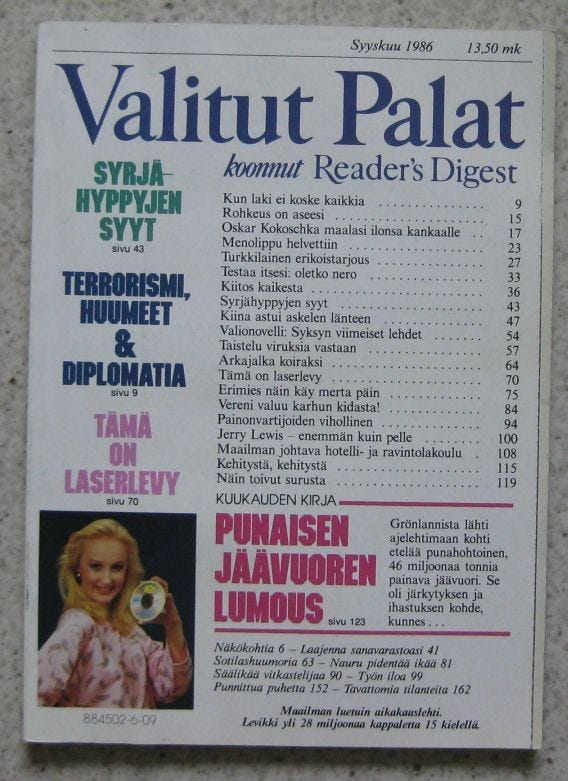 Syyskuu 1986 13,50 mk
Valitut Palat
koonnut Reader's Digest
SYRJÄ-
HYPPYJEN
SYYT
sivu 43
TERRORISMI,
HUUMEET
&
DIPLOMATIA
sivu 9
TÄMÄ
ON
LASERLEVY
sivu 70
Kun laki ei koske kaikkia 9
Rohkeus on aseesi 15
Oskar Kokoschka maalasi ilonsa kankaalle 17
Menolippu helvettiin 23
Turkkilainen erikoistarjous 27
Testaa itsesi: oletko nero 33
Kiitos kaikesta 36
Syrjähyppyjen syyt 43
Kiina astui askelen länteen 47
Valionovelli: Syksyn viimeiset lehdet 54
Taistelu viruksia vastaan 57
Arkajalka koiraksi 64
Tämä on laserlevy 70
Erimies näin käy merta päin 75
Vereni valuu karhun kidasta! 84
Painonvartijoiden vihollinen 94
Jerry Lewis – enemmän kuin pelle 100
Maailman johtava hotelli- ja ravintolakoulu 108
Kehitystä, kehitystä 115
Näin toivut surusta 119
KUUKAUDEN KIRJA
PUNAISEN
JÄÄVUOREN
LUMOUS sivu 123
Grönlannista lähti
ajelehtimaan kohti
etelää punahohtoinen,
46 miljoonaa tonnia
painava jäävuori. Se
oli järkytyksen ja
ihastuksen kohde,
kunnes . . .
Näkökohtia 6 – Laajenna sanavarastoasi 41
Sotilashuumoria 63 – Nauru pidentää ikää 81
Säälikää vitkastelijaa 90 – Työn iloa 99
Punnittua puhetta 152 – Tavattomia tilanteita 162
884502-6-09
Maailman luetuin aikakauslehti.
Levikki yli 28 miljoonaa kappaletta 15 kielellä.